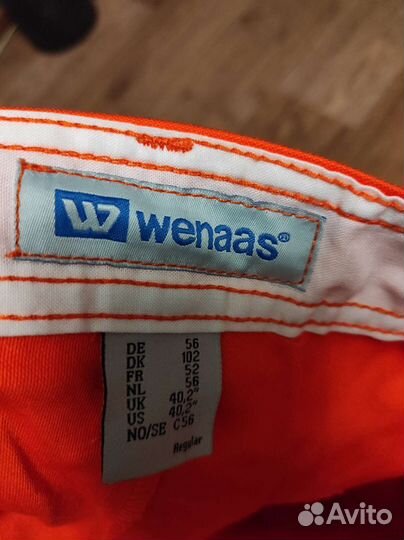 W wenaas®
DE 56
DK 102
FR 52
NL 56
UK 40,2"
US 40,2"
NO/SE C56
Regular
Avito